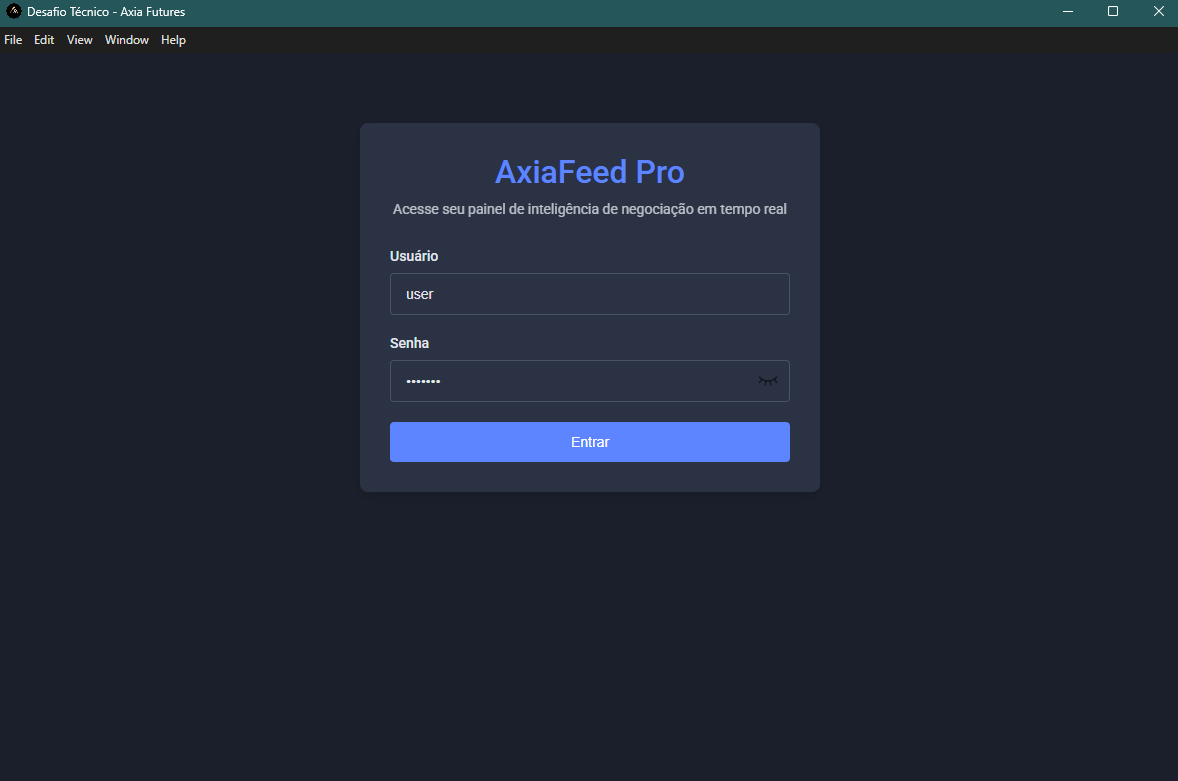 Desafio Técnico - Axia Futures
File Edit View Window Help
AxiaFeed Pro
Acesse seu painel de inteligência de negociação em tempo real
Usuário
user
Senha
•••••••
Entrar